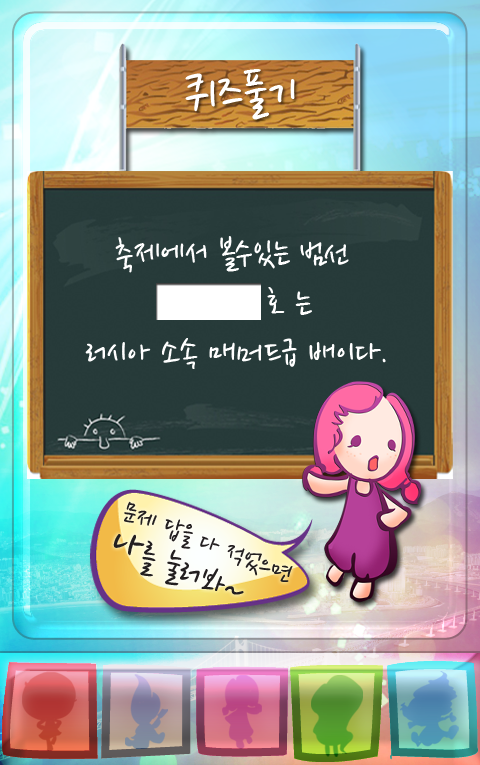 퀴즈풀기
축제에서 볼수있는 범선
호 는
러시아 소속 매머드급 배이다.
문제 답을 다 적었으면
나를 눌러봐~